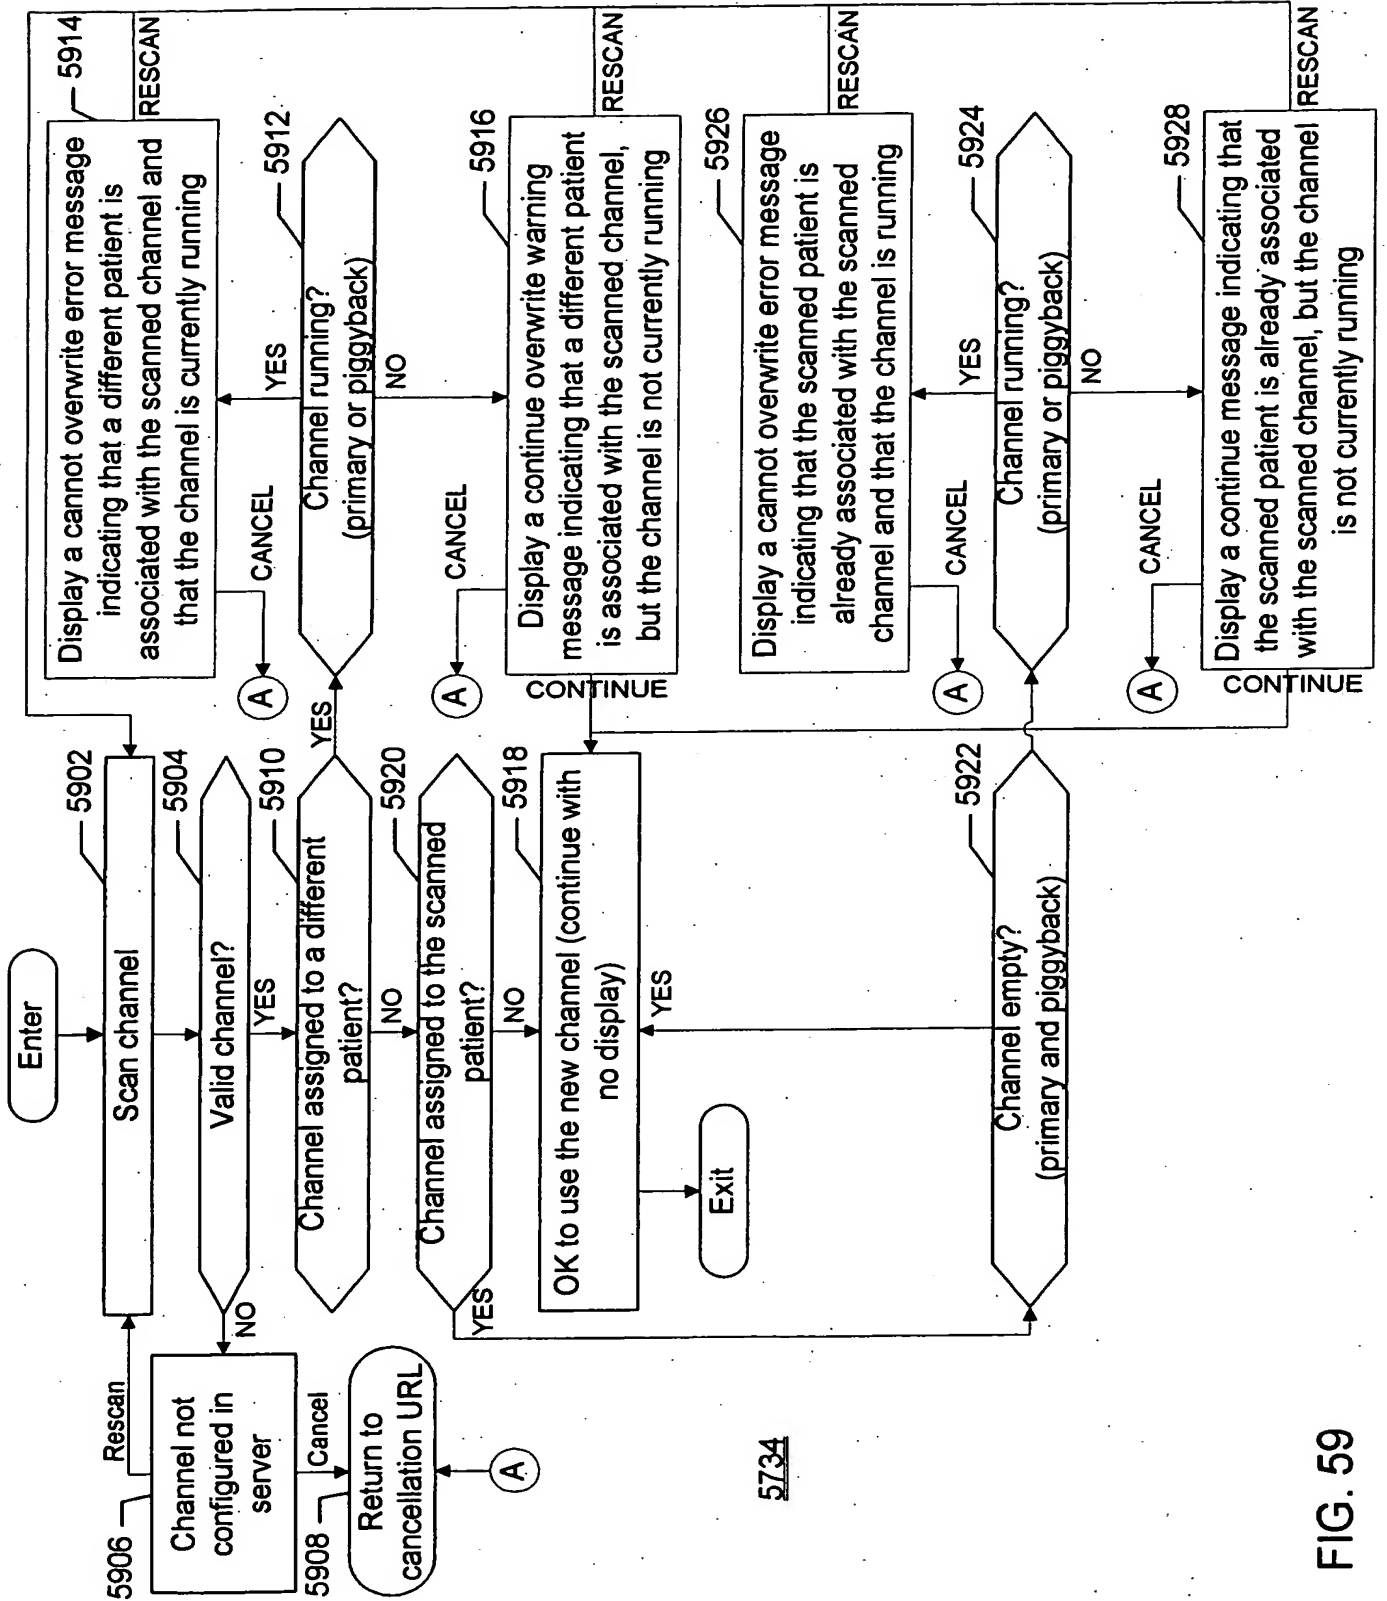 Enter
5902
Scan channel
5904
Valid channel?
YES
NO
Rescan
5906
Channel not
configured in
server
Cancel
5908
Return to
cancellation URL
A
5910
Channel assigned to a different
patient?
YES
NO
5920
Channel assigned to the scanned
patient?
YES
NO
5918
OK to use the new channel (continue with
no display)
YES
Exit
5922
Channel empty?
(primary and piggyback)
5914
Display a cannot overwrite error message
indicating that a different patient is
associated with the scanned channel and
that the channel is currently running
RESCAN
CANCEL
A
YES
5912
Channel running?
(primary or piggyback)
NO
5916
Display a continue overwrite warning
message indicating that a different patient
is associated with the scanned channel,
but the channel is not currently running
RESCAN
CANCEL
A
CONTINUE
5926
Display a cannot overwrite error message
indicating that the scanned patient is
already associated with the scanned
channel and that the channel is running
RESCAN
CANCEL
A
YES
5924
Channel running?
(primary or piggyback)
NO
5928
Display a continue message indicating that
the scanned patient is already associated
with the scanned channel, but the channel
is not currently running
RESCAN
CANCEL
A
CONTINUE
5734
FIG. 59